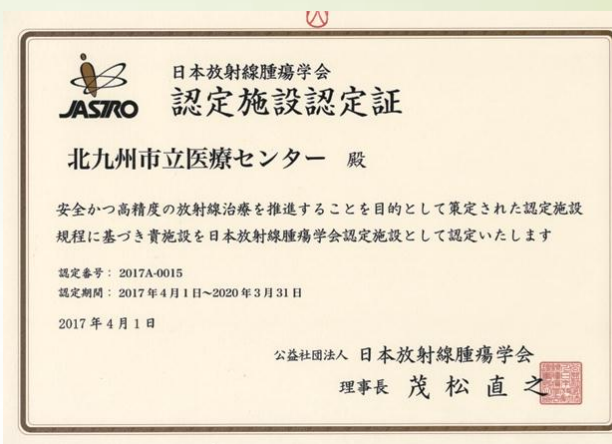 JASTRO
日本放射線腫瘍学会
認定施設認定証
北九州市立医療センター 殿
安全かつ高精度の放射線治療を推進することを目的として策定された認定施設
規程に基づき貴施設を日本放射線腫瘍学会認定施設として認定いたします
認定番号：2017A-0015
認定期間：2017年4月1日~2020年3月31日
2017年4月1日
公益社団法人 日本放射線腫瘍学会
理事長 茂松直之